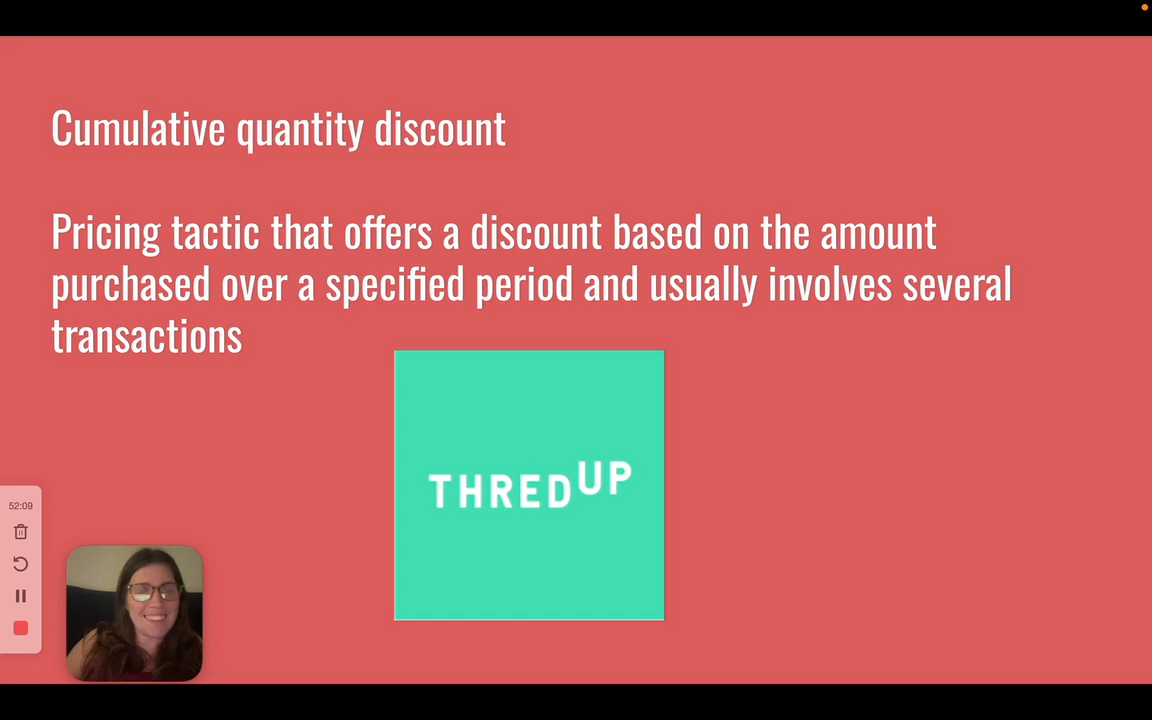 Cumulative quantity discount
Pricing tactic that offers a discount based on the amount
purchased over a specified period and usually involves several
transactions
THREDUP
52:09